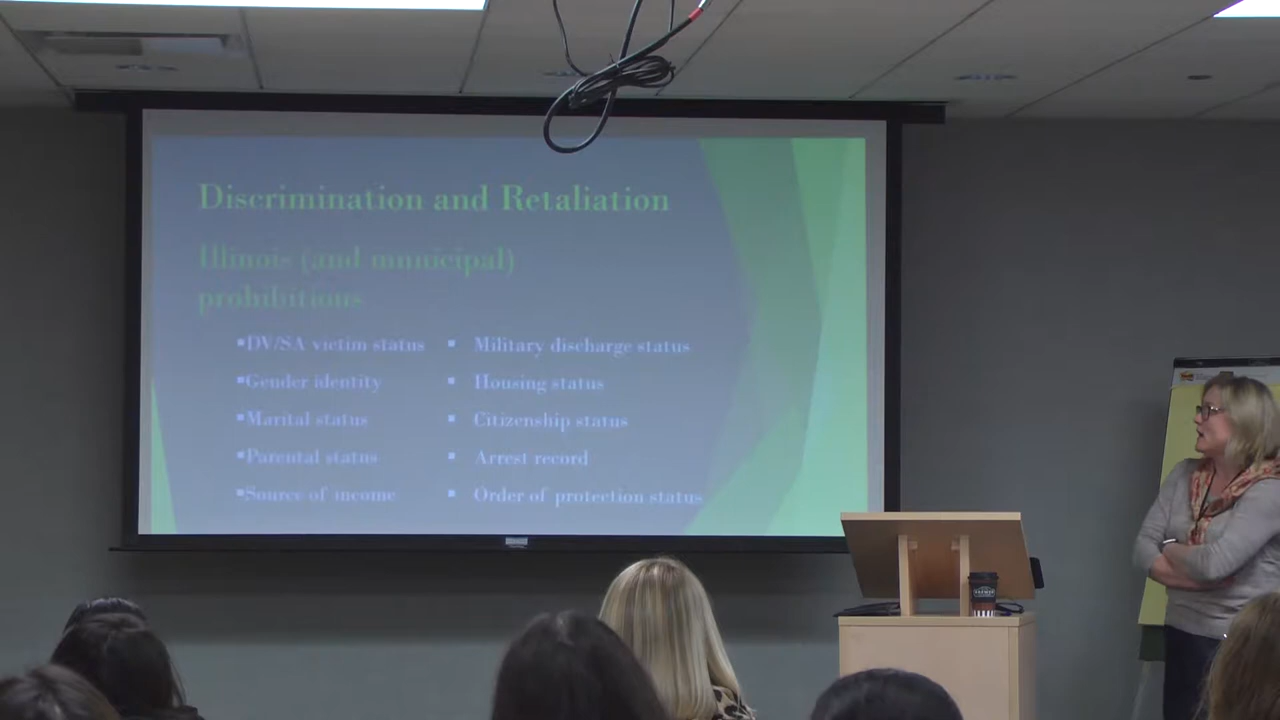 Discrimination and Retaliation
Illinois (and municipal)
prohibitions
▪DV/SA victim status
▪Gender identity
▪Marital status
▪Parental status
▪Source of income
▪ Military discharge status
▪ Housing status
▪ Citizenship status
▪ Arrest record
▪ Order of protection status